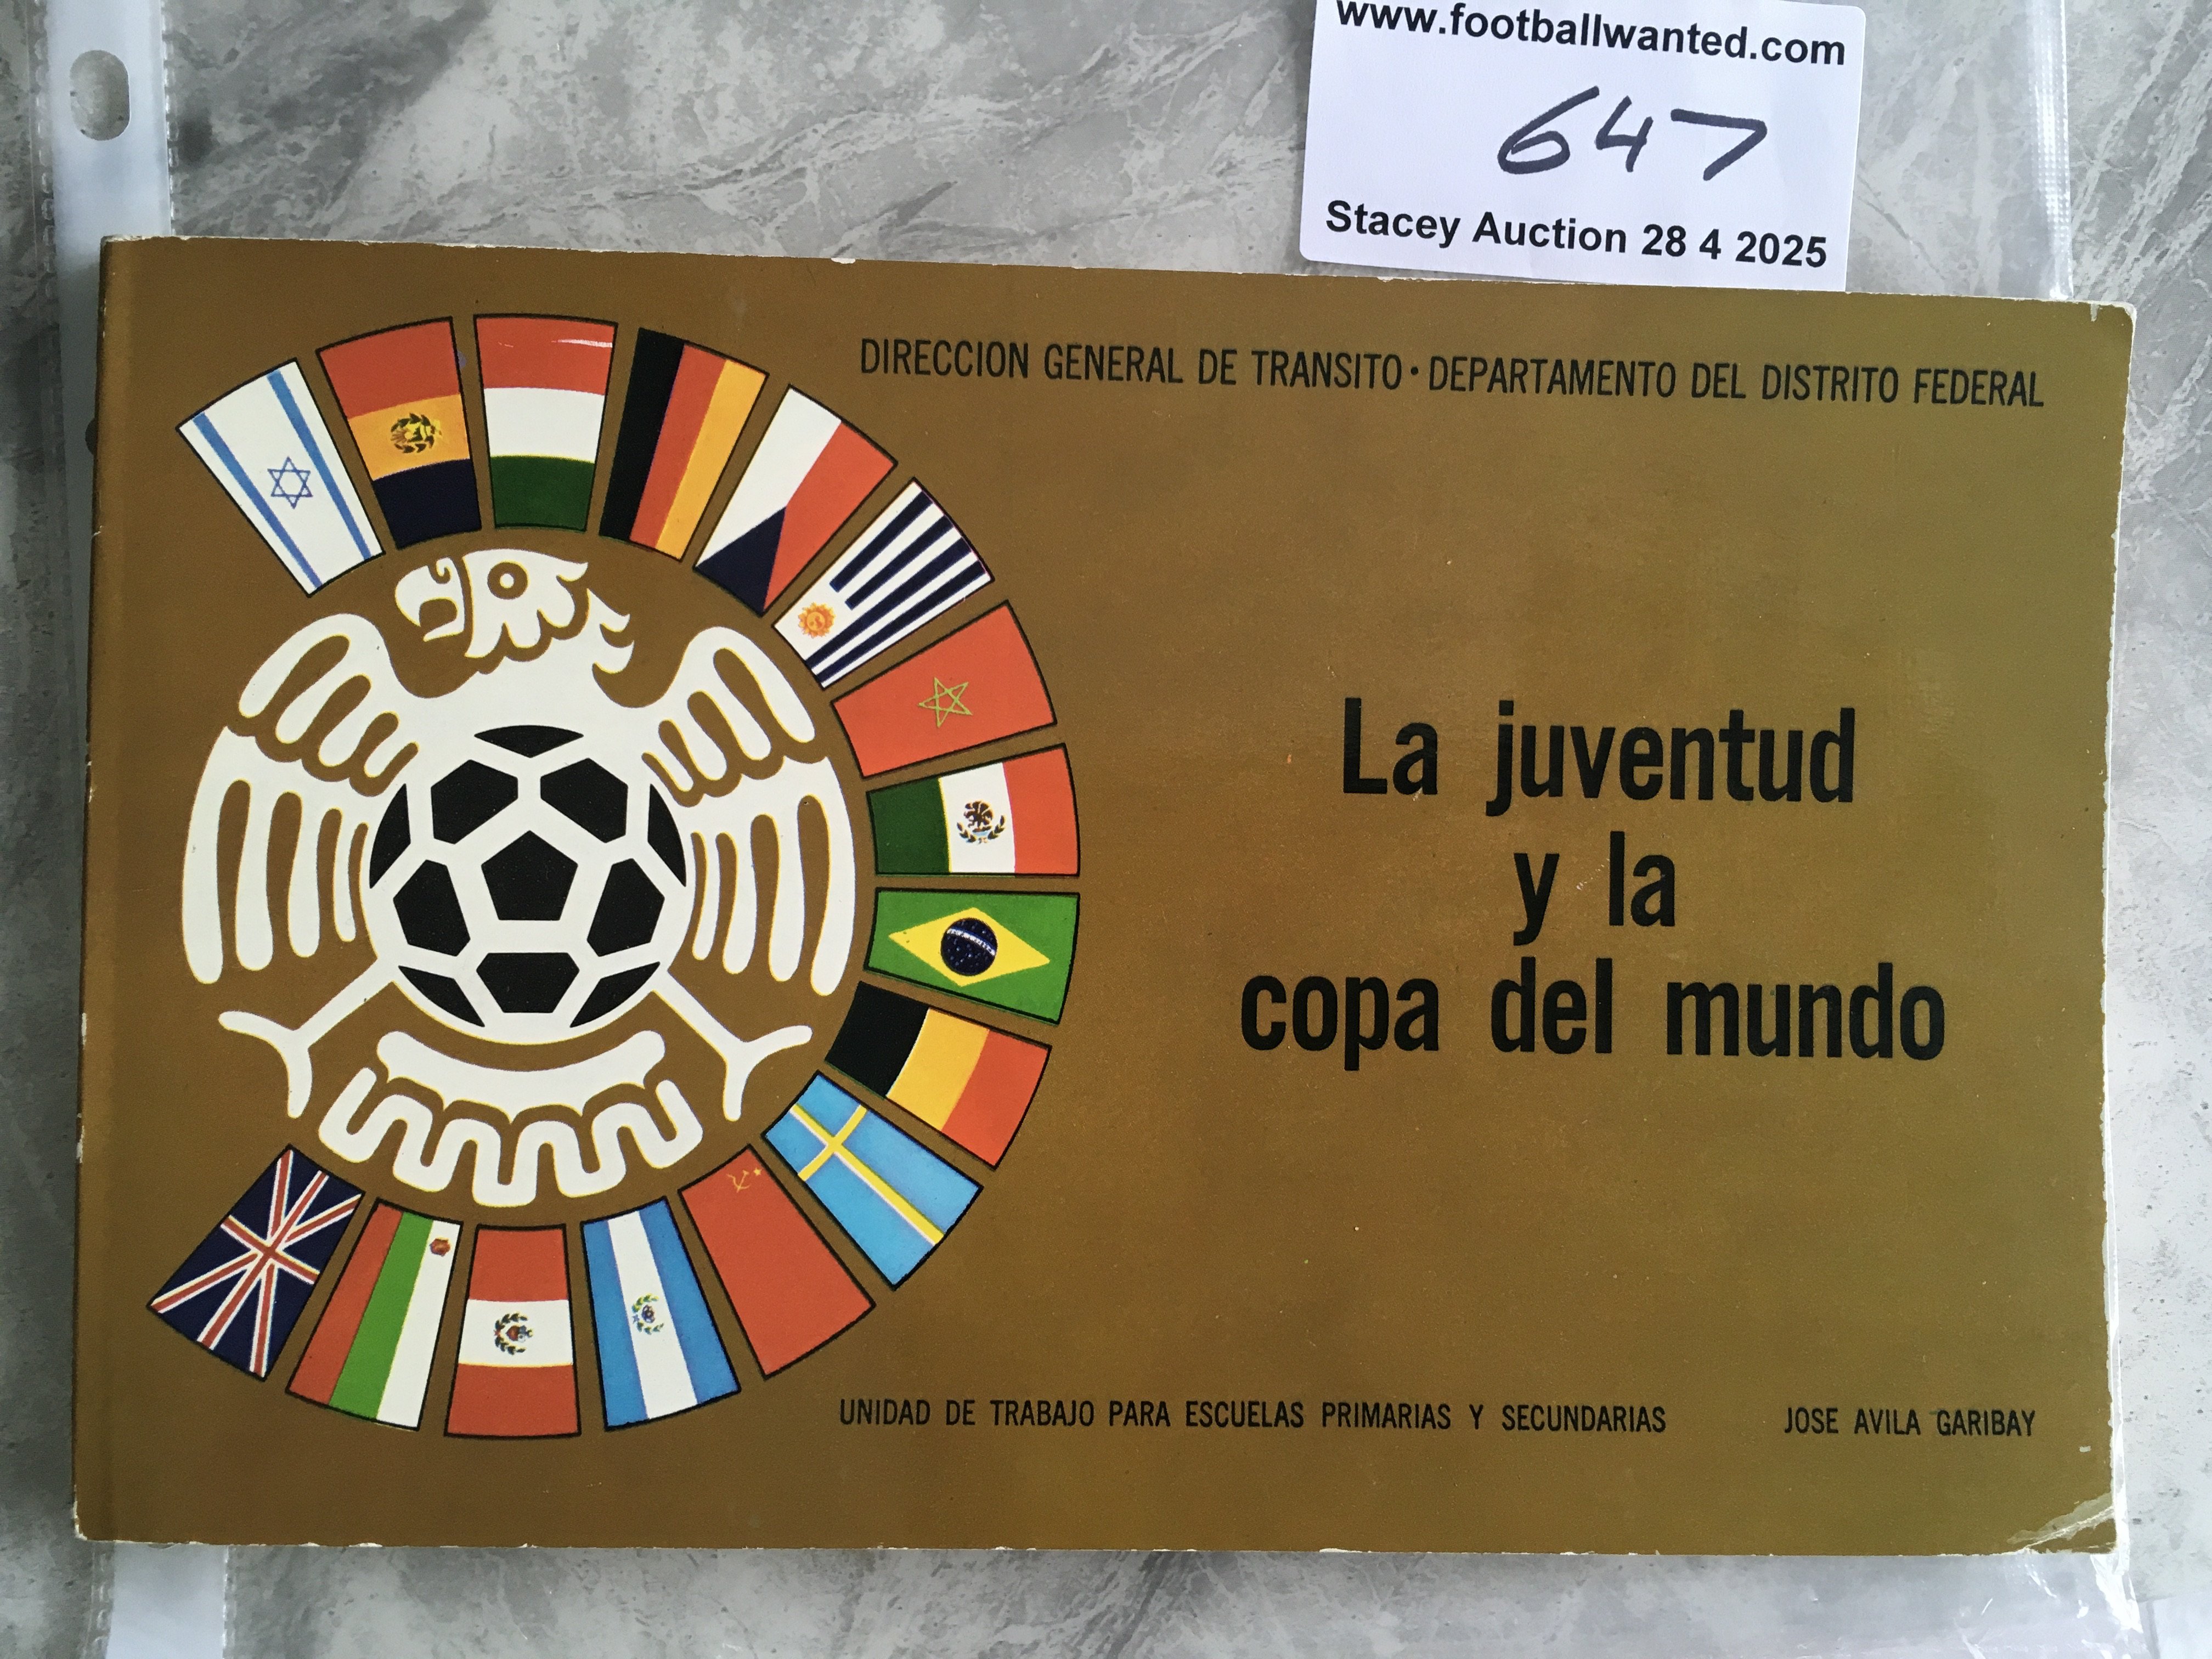 www.footballwanted.com
647
Stacey Auction 28 4 2025
DIRECCION GENERAL DE TRANSITO · DEPARTAMENTO DEL DISTRITO FEDERAL
La juventud
y la
copa del mundo
UNIDAD DE TRABAJO PARA ESCUELAS PRIMARIAS Y SECUNDARIAS JOSE AVILA GARIBAY